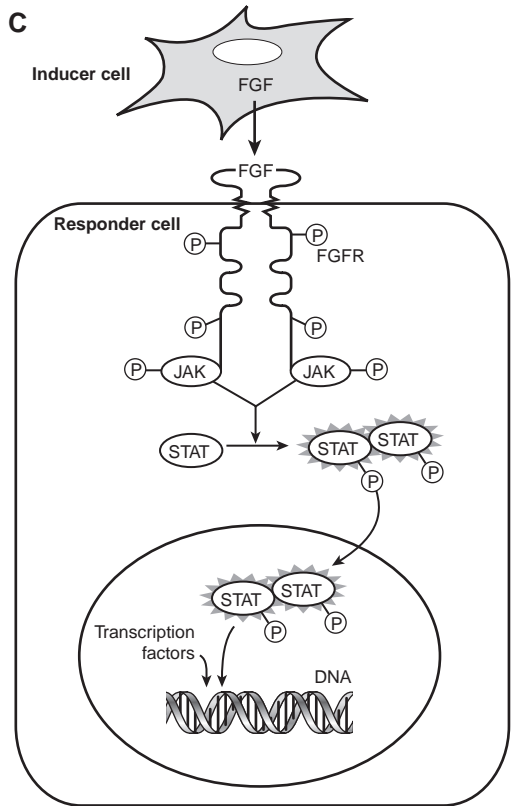 C
Inducer cell
FGF
FGF
Responder cell
P
P
FGFR
P
P
P
JAK
JAK
P
STAT
STAT
STAT
P
P
STAT
STAT
P
P
Transcription
factors
DNA